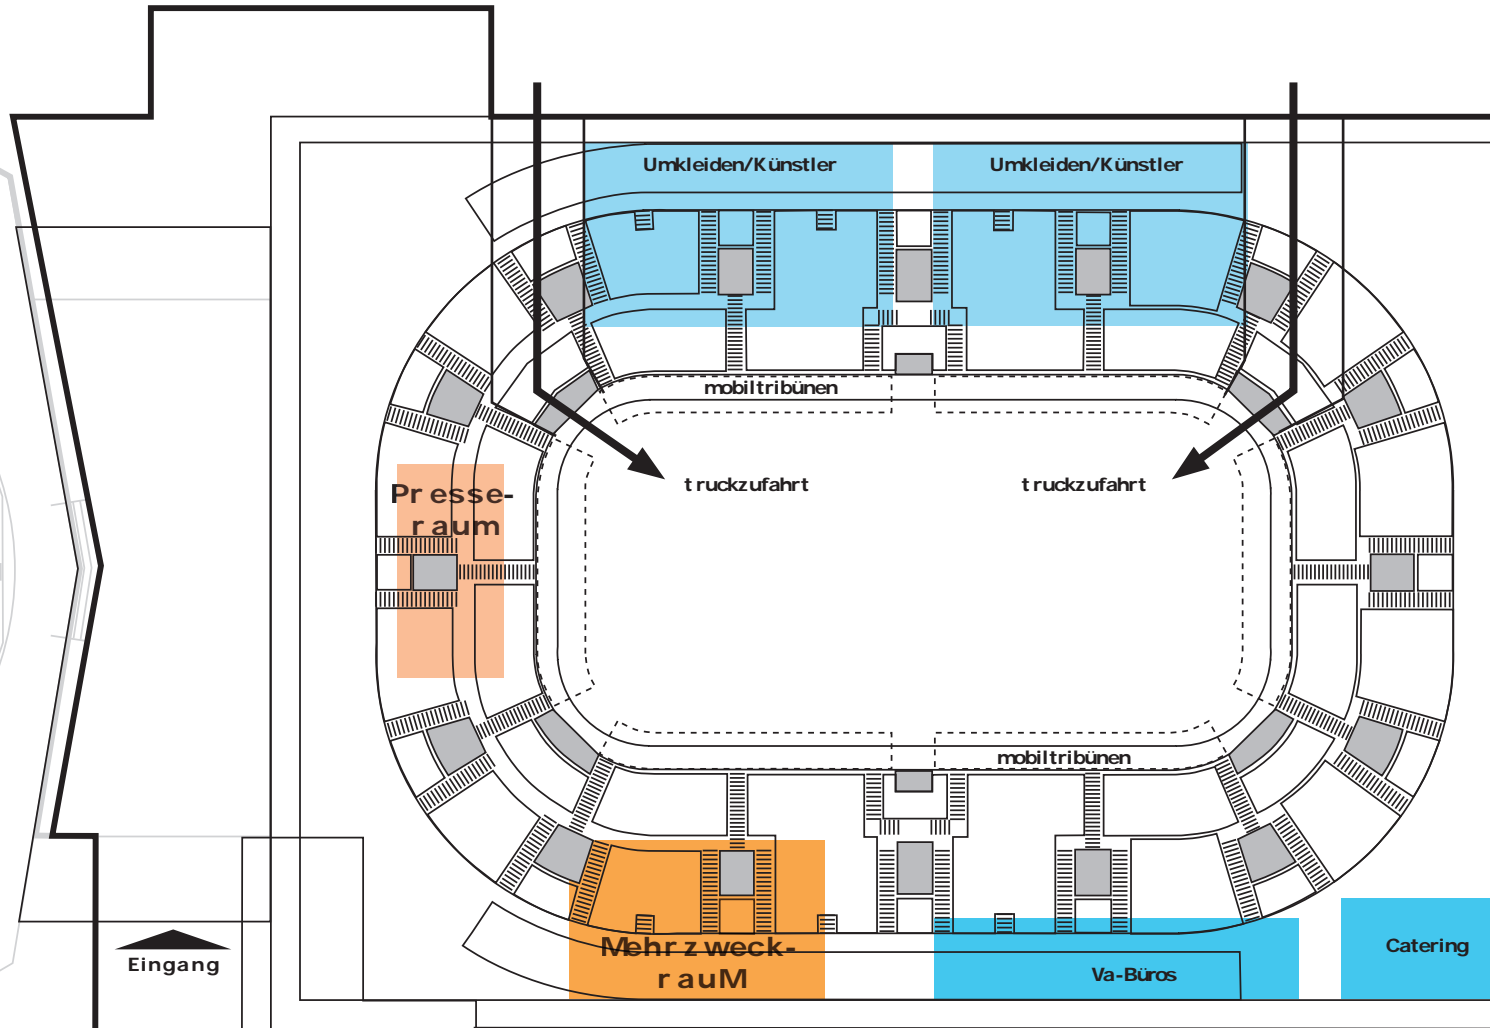 Umkleiden/Künstler
Umkleiden/Künstler
mobiltribünen
truckzufahrt
truckzufahrt
Presse-
raum
mobiltribünen
Mehrzweck-
rauM
Va-Büros
Catering
Eingang